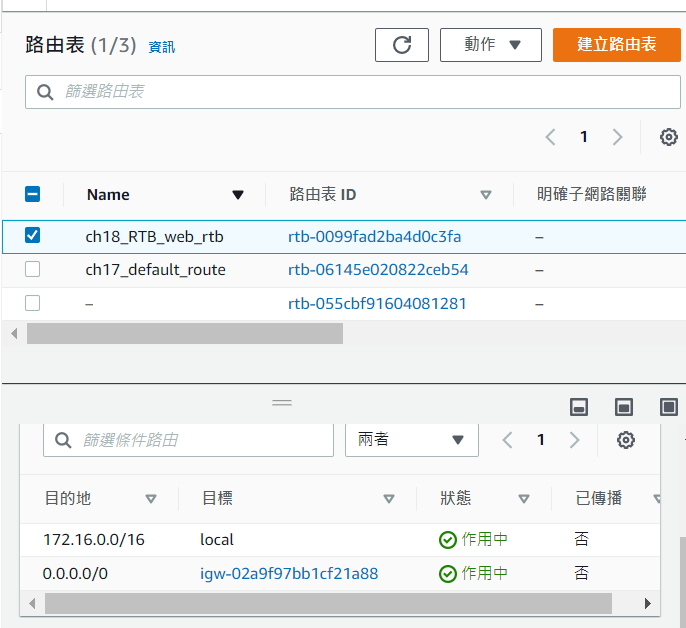 路由表 (1/3) 資訊 動作 建立路由表
篩選路由表
1
Name 路由表 ID 明確子網路關聯
ch18_RTB_web_rtb rtb-0099fad2ba4d0c3fa –
ch17_default_route rtb-06145e020822ceb54 –
– rtb-055cbf91604081281 –
篩選條件路由 兩者 1
目的地 目標 狀態 已傳播
172.16.0.0/16 local 作用中 否
0.0.0.0/0 igw-02a9f97bb1cf21a88 作用中 否